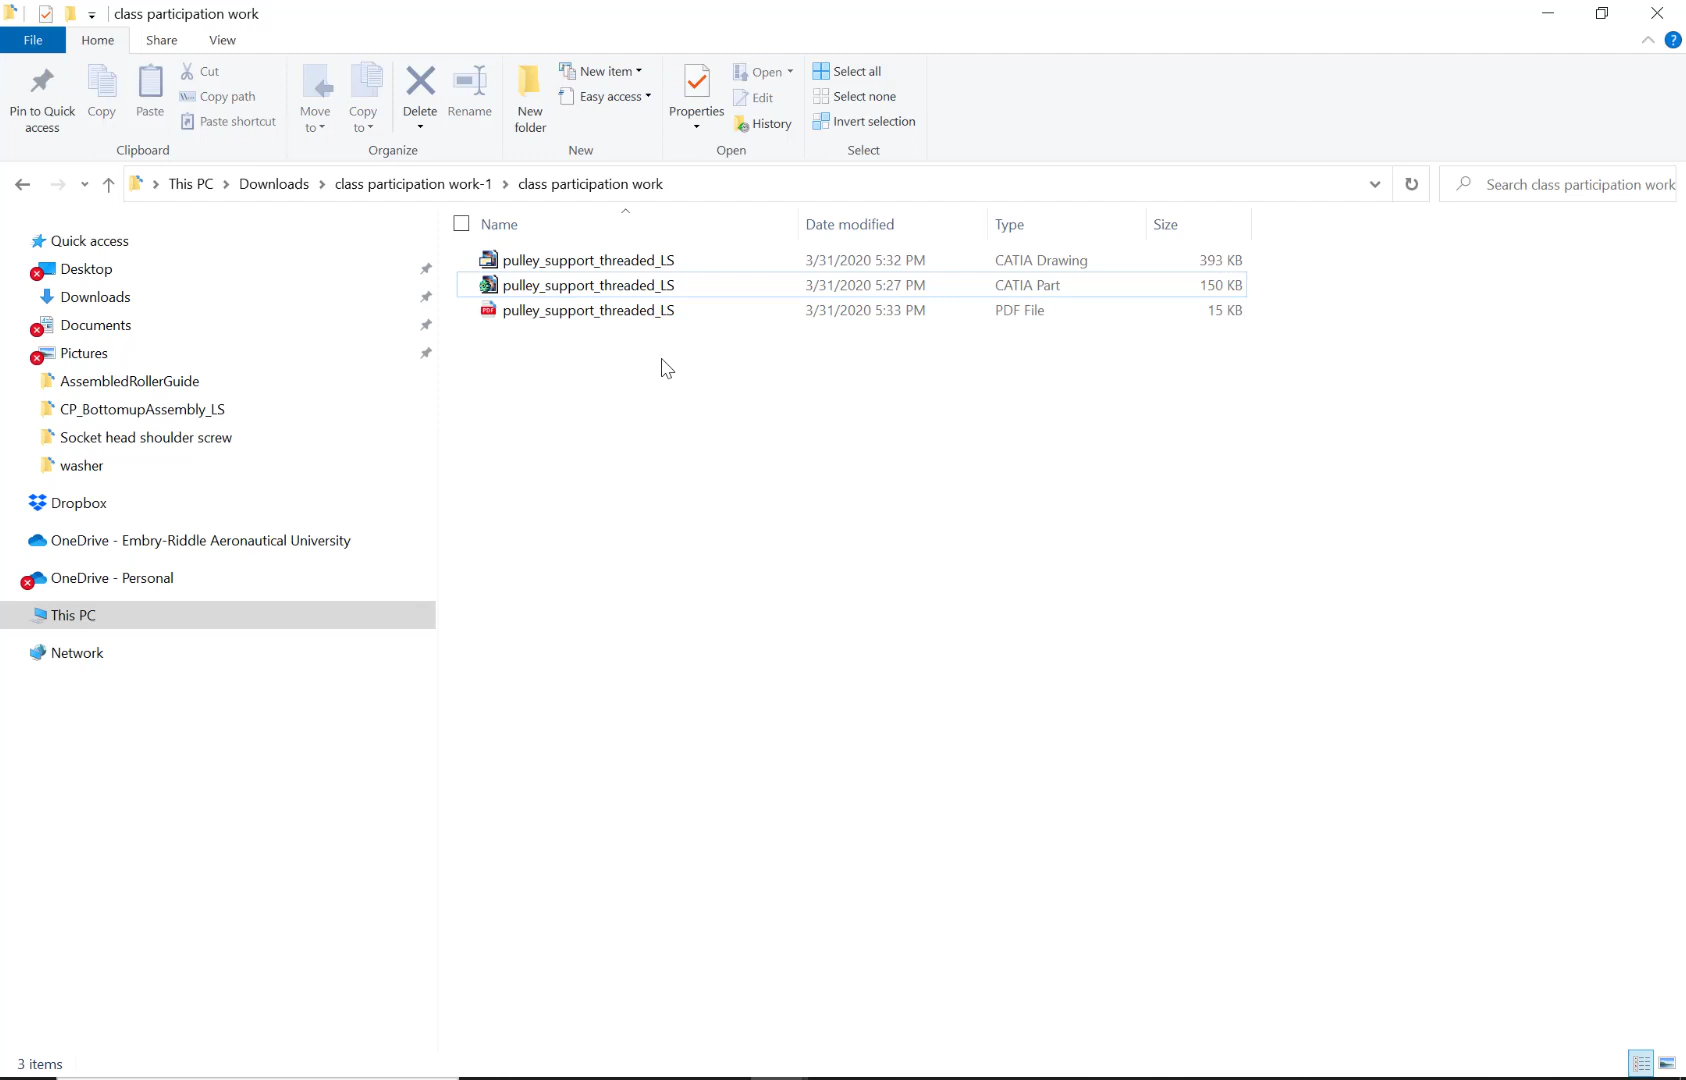 class participation work
File Home Share View
Pin to Quick access
Copy
Paste
Cut
Copy path
Paste shortcut
Clipboard
Move to
Copy to
Delete
Rename
Organize
New folder
New item
Easy access
New
Properties
Open
Edit
History
Open
Select all
Select none
Invert selection
Select
This PC > Downloads > class participation work-1 > class participation work
Search class participation work
Quick access
Desktop
Downloads
Documents
Pictures
AssembledRollerGuide
CP_BottomupAssembly_LS
Socket head shoulder screw
washer
Dropbox
OneDrive - Embry-Riddle Aeronautical University
OneDrive - Personal
This PC
Network
Name Date modified Type Size
pulley_support_threaded_LS 3/31/2020 5:32 PM CATIA Drawing 393 KB
pulley_support_threaded_LS 3/31/2020 5:27 PM CATIA Part 150 KB
pulley_support_threaded_LS 3/31/2020 5:33 PM PDF File 15 KB
3 items